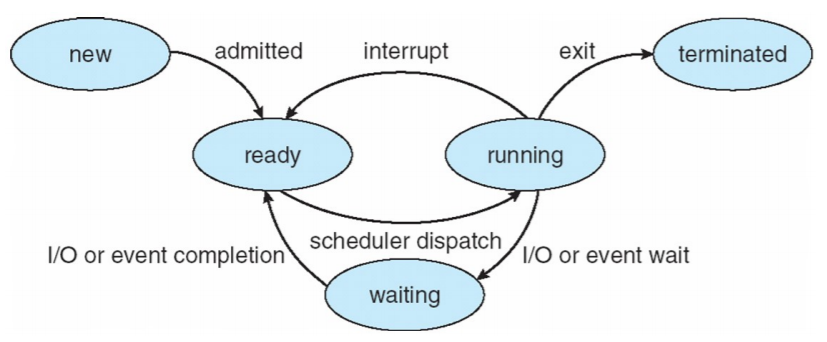 new
admitted
interrupt
exit
terminated
ready
running
scheduler dispatch
I/O or event completion
I/O or event wait
waiting